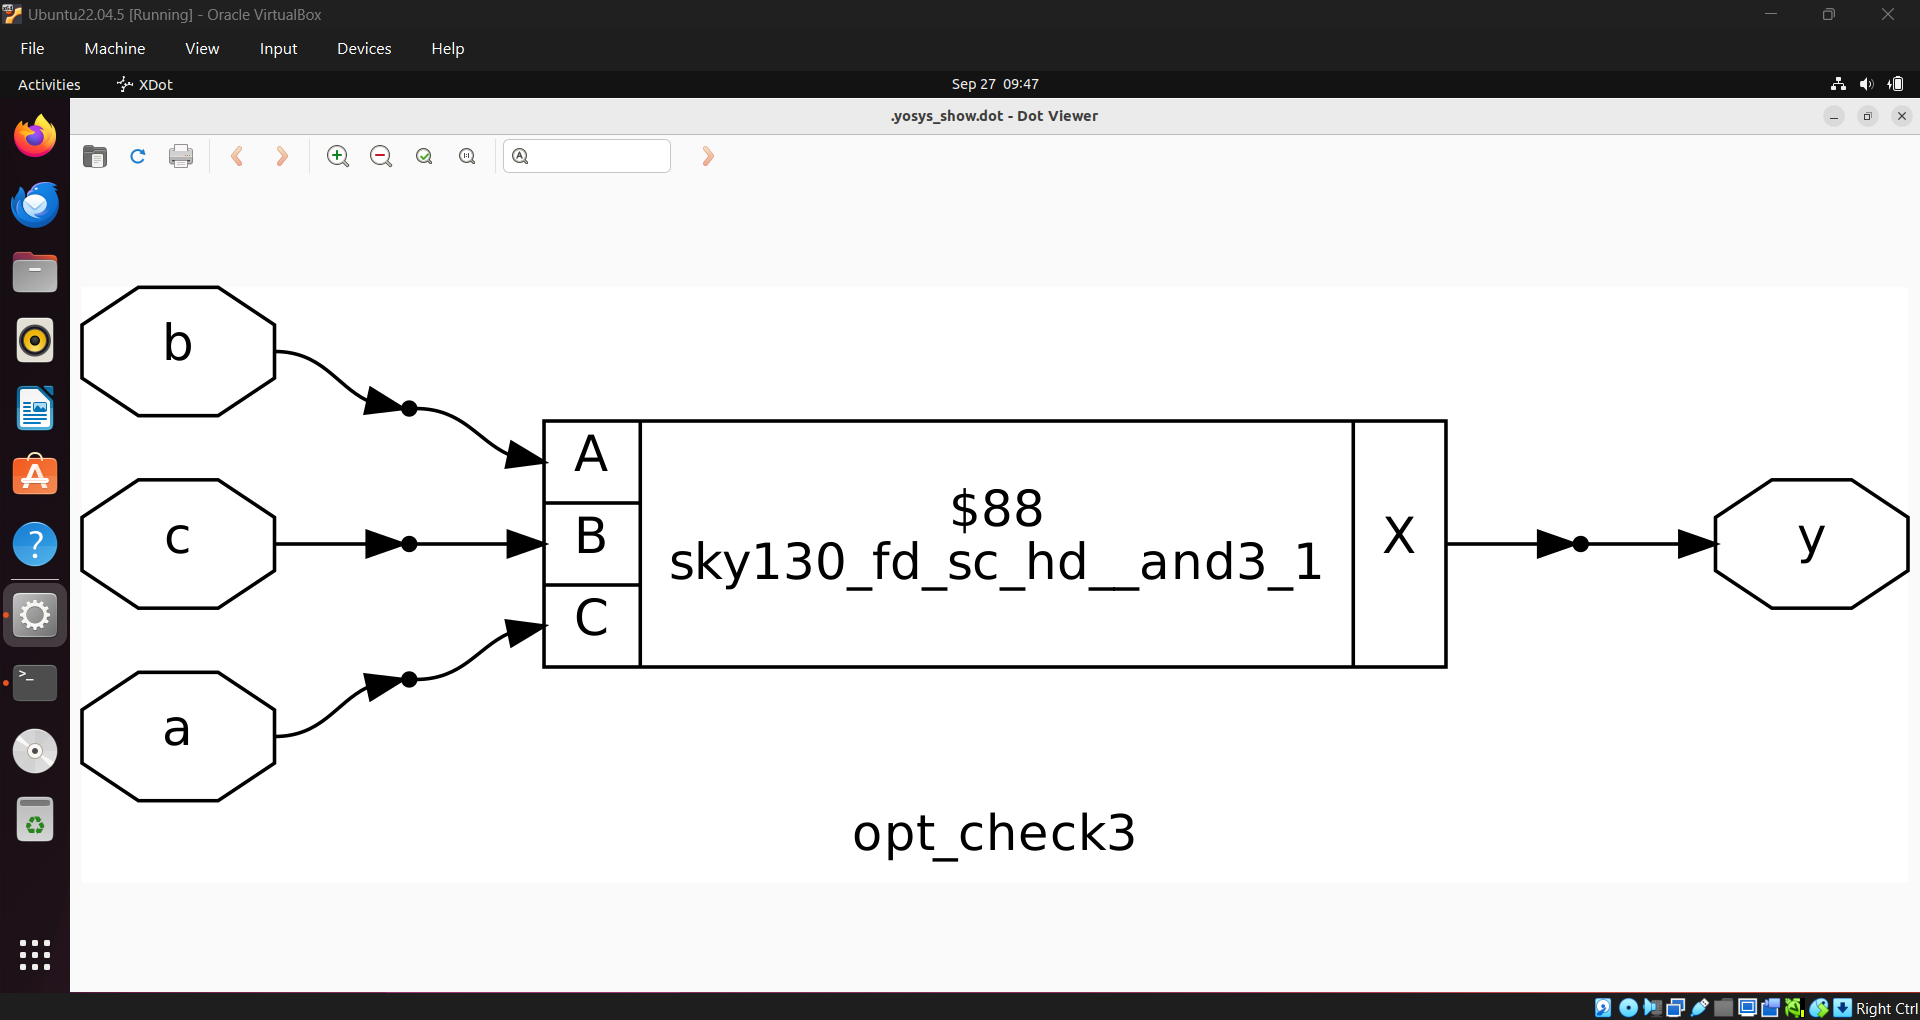 Ubuntu22.04.5 [Running] - Oracle VirtualBox
File Machine View Input Devices Help
Activities XDot Sep 27 09:47
.yosys_show.dot - Dot Viewer
b
c
a
A
B
C
$88
sky130_fd_sc_hd__and3_1
X
y
opt_check3
Right Ctrl